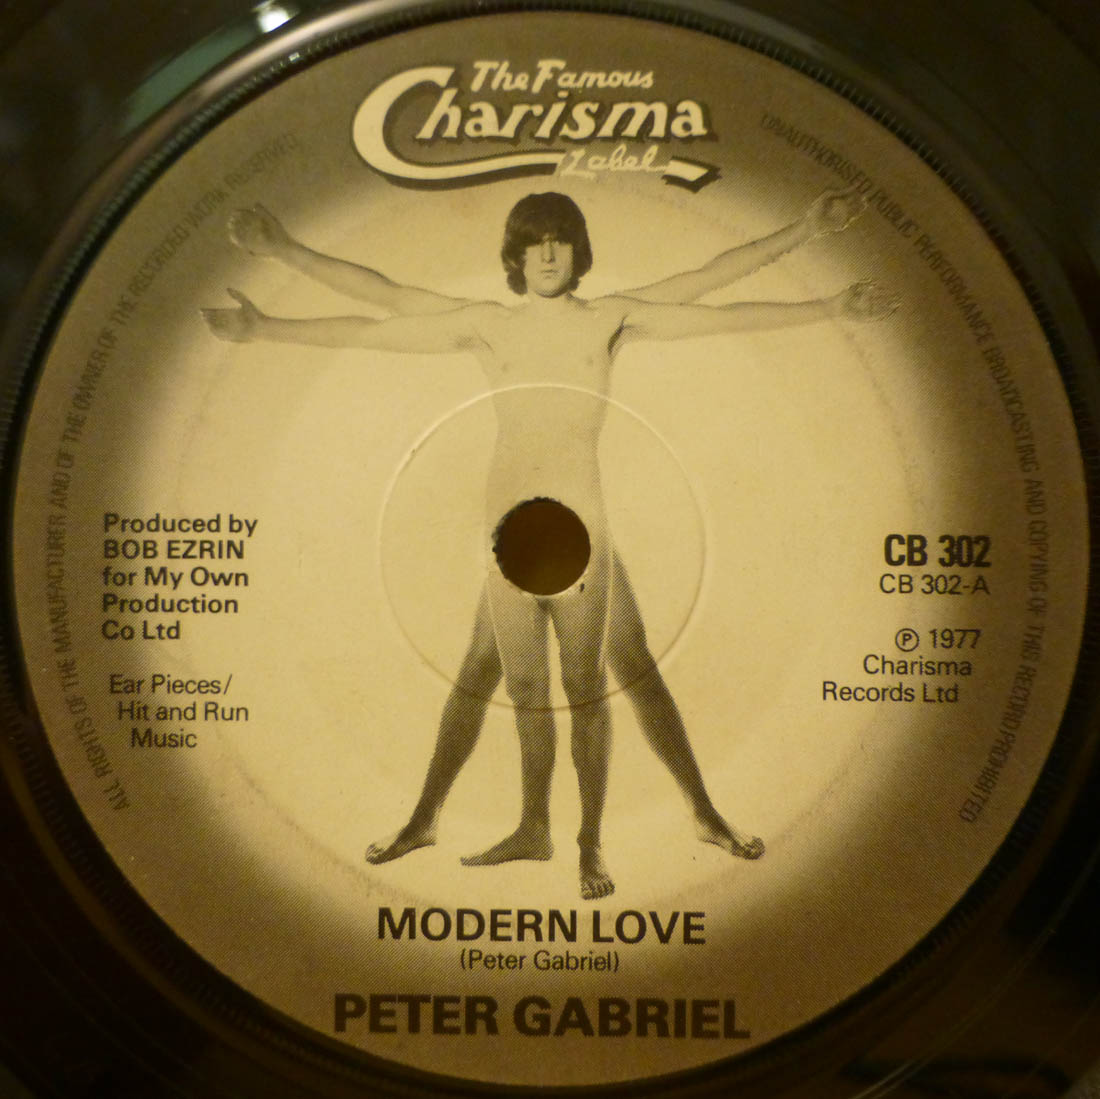 The Famous
Charisma
Label
ALL RIGHTS OF THE MANUFACTURER AND OF THE OWNER OF THE RECORDED WORK RESERVED
UNAUTHORISED PUBLIC PERFORMANCE BROADCASTING AND COPYING OF THIS RECORD PROHIBITED
Produced by
BOB EZRIN
for My Own
Production
Co Ltd
Ear Pieces/
Hit and Run
Music
CB 302
CB 302-A
℗ 1977
Charisma
Records Ltd
MODERN LOVE
(Peter Gabriel)
PETER GABRIEL